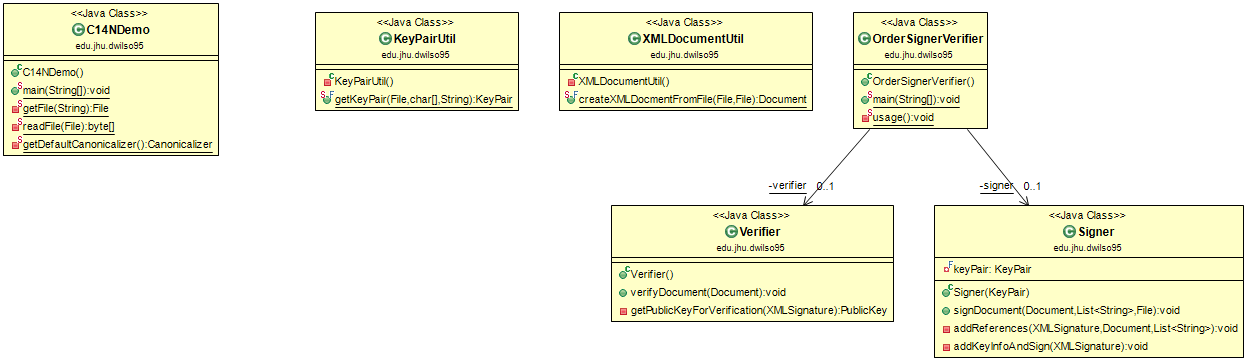 <<Java Class>>
C14NDemo
edu.jhu.dwilso95
C14NDemo()
main(String[]):void
getFile(String):File
readFile(File):byte[]
getDefaultCanonicalizer():Canonicalizer
<<Java Class>>
KeyPairUtil
edu.jhu.dwilso95
KeyPairUtil()
getKeyPair(File,char[],String):KeyPair
<<Java Class>>
XMLDocumentUtil
edu.jhu.dwilso95
XMLDocumentUtil()
createXMLDocmentFromFile(File,File):Document
<<Java Class>>
OrderSignerVerifier
edu.jhu.dwilso95
OrderSignerVerifier()
main(String[]):void
usage():void
-verifier 0..1
-signer 0..1
<<Java Class>>
Verifier
edu.jhu.dwilso95
Verifier()
verifyDocument(Document):void
getPublicKeyForVerification(XMLSignature):PublicKey
<<Java Class>>
Signer
edu.jhu.dwilso95
keyPair: KeyPair
Signer(KeyPair)
signDocument(Document,List<String>,File):void
addReferences(XMLSignature,Document,List<String>):void
addKeyInfoAndSign(XMLSignature):void